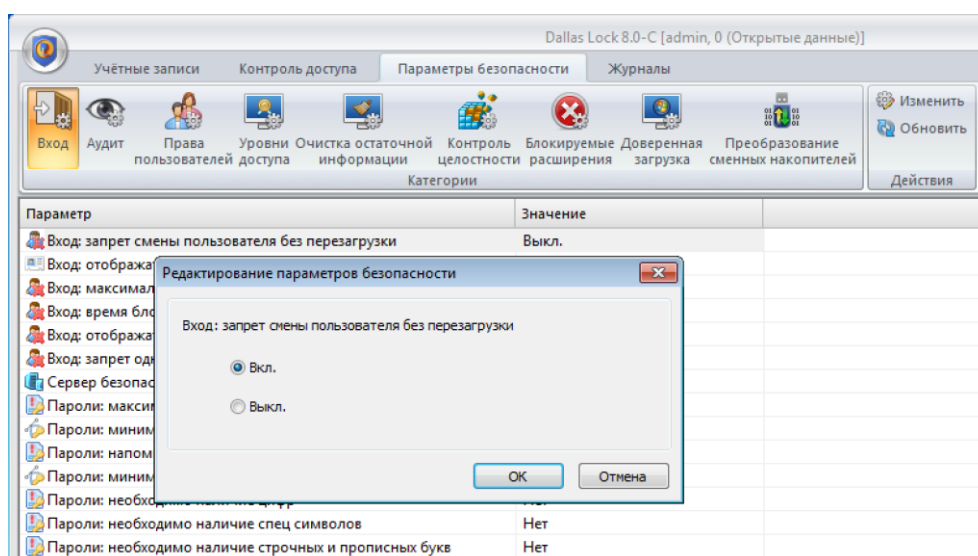 Dallas Lock 8.0-C [admin, 0 (Открытые данные)]
Учётные записи Контроль доступа Параметры безопасности Журналы
Вход
Аудит
Права пользователей
Уровни доступа
Очистка остаточной информации
Контроль целостности
Блокируемые расширения
Доверенная загрузка
Преобразование сменных накопителей
Категории
Изменить
Обновить
Действия
Параметр Значение
Вход: запрет смены пользователя без перезагрузки Выкл.
Вход: отобража
Вход: максимал
Вход: время бло
Вход: отобража
Вход: запрет од
Сервер безопас
Пароли: максим
Пароли: миним
Пароли: напом
Пароли: миним
Пароли: необходимо наличие цифр Нет
Пароли: необходимо наличие спец символов Нет
Пароли: необходимо наличие строчных и прописных букв Нет
Редактирование параметров безопасности
Вход: запрет смены пользователя без перезагрузки
Вкл.
Выкл.
ОК Отмена